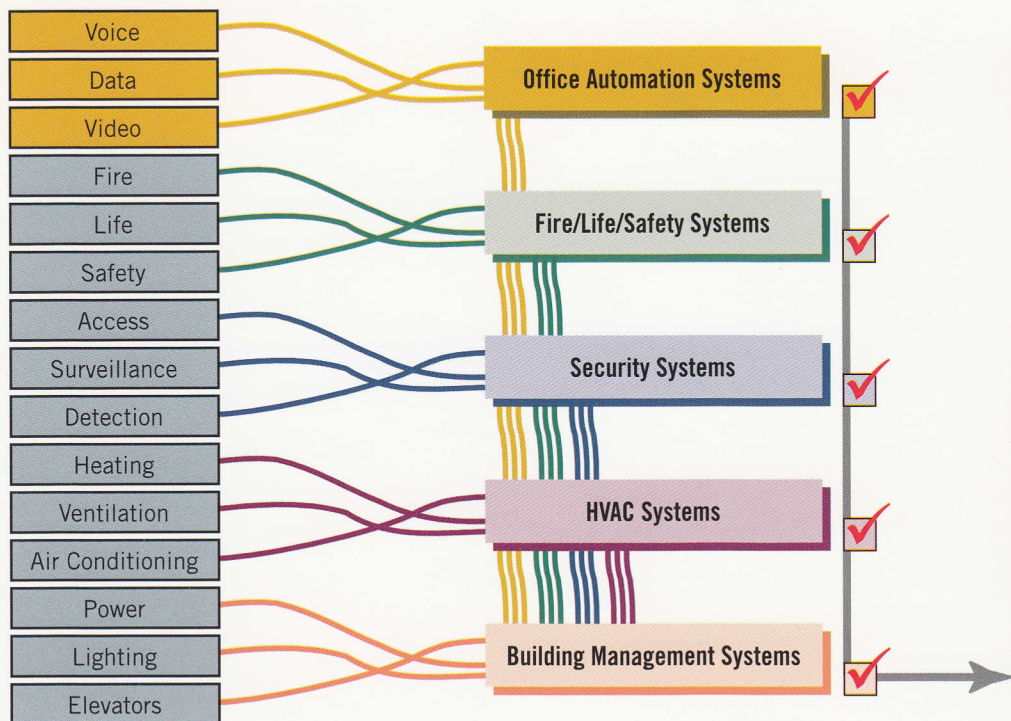 Voice
Data
Video
Fire
Life
Safety
Access
Surveillance
Detection
Heating
Ventilation
Air Conditioning
Power
Lighting
Elevators
Office Automation Systems
Fire/Life/Safety Systems
Security Systems
HVAC Systems
Building Management Systems